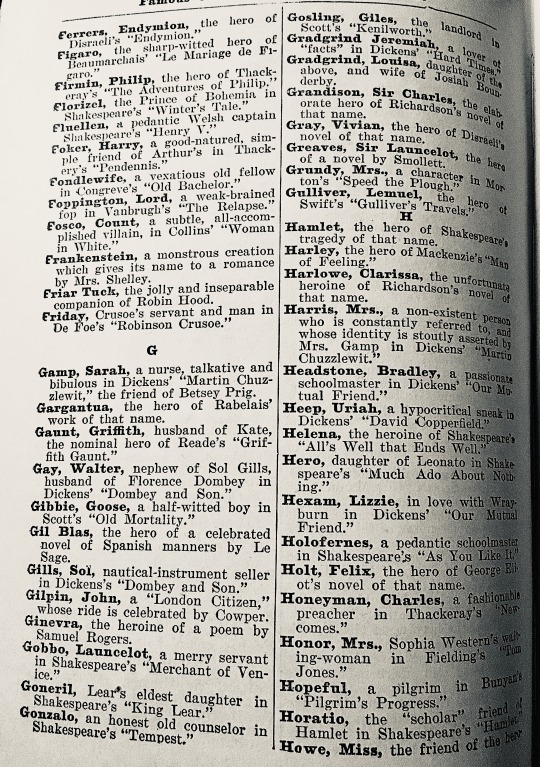 Famous
Ferrers, Endymion, the hero of
Disraeli's "Endymion."
Figaro, the sharp-witted hero of
Beaumarchais' "Le Mariage de Fi-
garo."
Firmin, Philip, the hero of Thack-
eray's "The Adventures of Philip."
Florizel, the Prince of Bohemia in
Shakespeare's "Winter's Tale."
Fluellen, a pedantic Welsh captain
Shakespeare's "Henry V."
Foker, Harry, a good-natured, sim-
ple friend of Arthur's in Thack-
ery's "Pendennis."
Fondlewife, a vexatious old fellow
in Congreve's "Old Bachelor."
Foppington, Lord, a weak-brained
fop in Vanbrugh's "The Relapse."
Fosco, Count, a subtle, all-accom-
plished villain, in Collins' "Woman
in White."
Frankenstein, a monstrous creation
which gives its name to a romance
by Mrs. Shelley.
Friar Tuck, the jolly and inseparable
companion of Robin Hood.
Friday, Crusoe's servant and man in
De Foe's "Robinson Crusoe."
G
Gamp, Sarah, a nurse, talkative and
bibulous in Dickens' "Martin Chuz-
zlewit," the friend of Betsey Prig.
Gargantua, the hero of Rabelais'
work of that name.
Gaunt, Griffith, husband of Kate,
the nominal hero of Reade's "Grif-
fith Gaunt."
Gay, Walter, nephew of Sol Gills,
husband of Florence Dombey in
Dickens' "Dombey and Son."
Gibbie, Goose, a half-witted boy in
Scott's "Old Mortality."
Gil Blas, the hero of a celebrated
novel of Spanish manners by Le
Sage.
Gills, Sol, nautical-instrument seller
in Dickens's "Dombey and Son."
Gilpin, John, a "London Citizen,"
whose ride is celebrated by Cowper.
Ginevra, the heroine of a poem by
Samuel Rogers.
Gobbo, Launcelot, a merry servant
in Shakespeare's "Merchant of Ven-
ice."
Goneril, Lear's eldest daughter in
Shakespeare's "King Lear."
Gonzalo, an honest old counselor in
Shakespeare's "Tempest."
Gosling, Giles, the landlord in
Scott's "Kenilworth."
Gradgrind Jeremiah, a lover of
"facts" in Dickens' "Hard Times."
Gradgrind, Louisa, daughter of the
above, and wife of Josiah Boun-
derby.
Grandison, Sir Charles, the elab-
orate hero of Richardson's novel of
that name.
Gray, Vivian, the hero of Disraeli's
novel of that name.
Greaves, Sir Launcelot, the hero
of a novel by Smollett.
Grundy, Mrs., a character in Mor-
ton's "Speed the Plough."
Gulliver, Lemuel, the hero of
Swift's "Gulliver's Travels."
H
Hamlet, the hero of Shakespeare's
tragedy of that name.
Harley, the hero of Mackenzie's "Man
of Feeling."
Harlowe, Clarissa, the unfortunate
heroine of Richardson's novel of
that name.
Harris, Mrs., a non-existent person
who is constantly referred to, and
whose identity is stoutly asserted by
Mrs. Gamp in Dickens' "Martin
Chuzzlewit."
Headstone, Bradley, a passionate
schoolmaster in Dickens' "Our Mu-
tual Friend."
Heep, Uriah, a hypocritical sneak in
Dickens' "David Copperfield."
Helena, the heroine of Shakespeare's
"All's Well that Ends Well."
Hero, daughter of Leonato in Shake-
speare's "Much Ado About Noth-
ing."
Hexam, Lizzie, in love with Wray-
burn in Dickens' "Our Mutual
Friend."
Holofernes, a pedantic schoolmaster
in Shakespeare's "As You Like It."
Holt, Felix, the hero of George Eli-
ot's novel of that name.
Honeyman, Charles, a fashionable
preacher in Thackeray's "New-
comes."
Honor, Mrs., Sophia Western's wait-
ing-woman in Fielding's "Tom
Jones."
Hopeful, a pilgrim in Bunyan's
"Pilgrim's Progress."
Horatio, the "scholar" friend of
Hamlet in Shakespeare's "Hamlet."
Howe, Miss, the friend of the hero